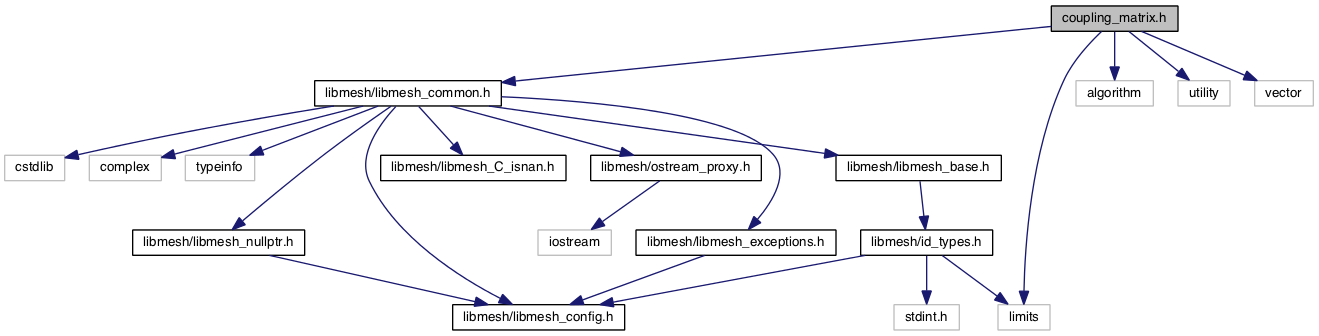 coupling_matrix.h
libmesh/libmesh_common.h
algorithm
utility
vector
cstdlib
complex
typeinfo
libmesh/libmesh_C_isnan.h
libmesh/ostream_proxy.h
libmesh/libmesh_base.h
libmesh/libmesh_nullptr.h
iostream
libmesh/libmesh_exceptions.h
libmesh/id_types.h
libmesh/libmesh_config.h
stdint.h
limits